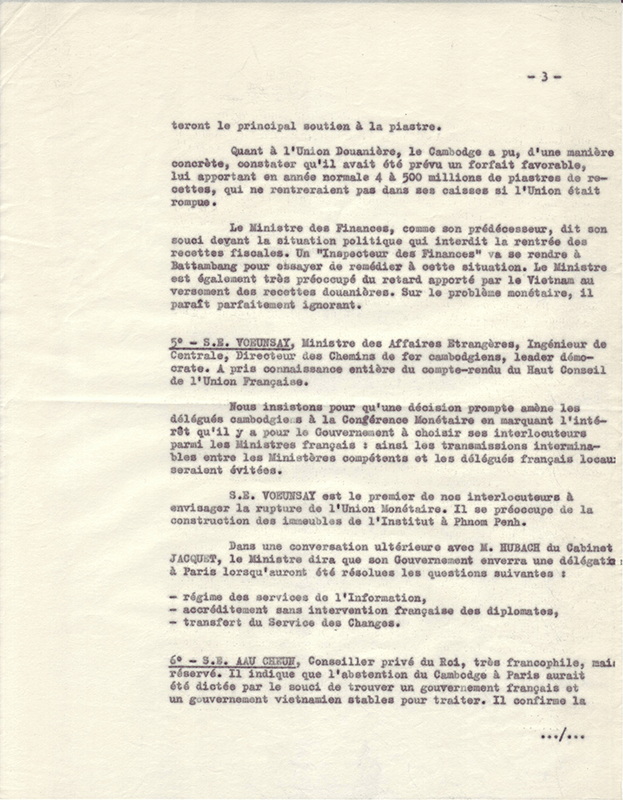 - 3 -
teront le principal soutien à la piastre.
Quant à l'Union Douanière, le Cambodge a pu, d'une manière
concrète, constater qu'il avait été prévu un forfait favorable,
lui apportant en année normale 4 à 500 millions de piastres de re-
cettes, qui ne rentreraient pas dans ses caisses si l'Union était
rompue.
Le Ministre des Finances, comme son prédécesseur, dit son
souci devant la situation politique qui interdit la rentrée des
recettes fiscales. Un "Inspecteur des Finances" va se rendre à
Battambang pour essayer de remédier à cette situation. Le Ministre
est également très préoccupé du retard apporté par le Vietnam au
versement des recettes douanières. Sur le problème monétaire, il
paraît parfaitement ignorant.
5° - S.E. VOEUNSAY, Ministre des Affaires Etrangères, Ingénieur de
Centrale, Directeur des Chemins de fer cambodgiens, leader démo-
crate. A pris connaissance entière du compte-rendu du Haut Conseil
de l'Union Française.
Nous insistons pour qu'une décision prompte amène les
délégués cambodgiens à la Conférence Monétaire en marquant l'inté-
rêt qu'il y a pour le Gouvernement à choisir ses interlocuteurs
parmi les Ministres français : ainsi les transmissions intermina-
bles entre les Ministères compétents et les délégués français locau
seraient évitées.
S.E. VOEUNSAY est le premier de nos interlocuteurs à
envisager la rupture de l'Union Monétaire. Il se préoccupe de la
construction des immeubles de l'Institut à Phnom Penh.
Dans une conversation ultérieure avec M. HUBACH du Cabinet
JACQUET, le Ministre dira que son Gouvernement enverra une délégatio
à Paris lorsqu'auront été résolues les questions suivantes :
- régime des services de l'Information,
- accréditement sans intervention française des diplomates,
- transfert du Service des Changes.
6° - S.E. AAU CHEUN, Conseiller privé du Roi, très francophile, mai
réservé. Il indique que l'abstention du Cambodge à Paris aurait
été dictée par le souci de trouver un gouvernement français et
un gouvernement vietnamien stables pour traiter. Il confirme la
.../...